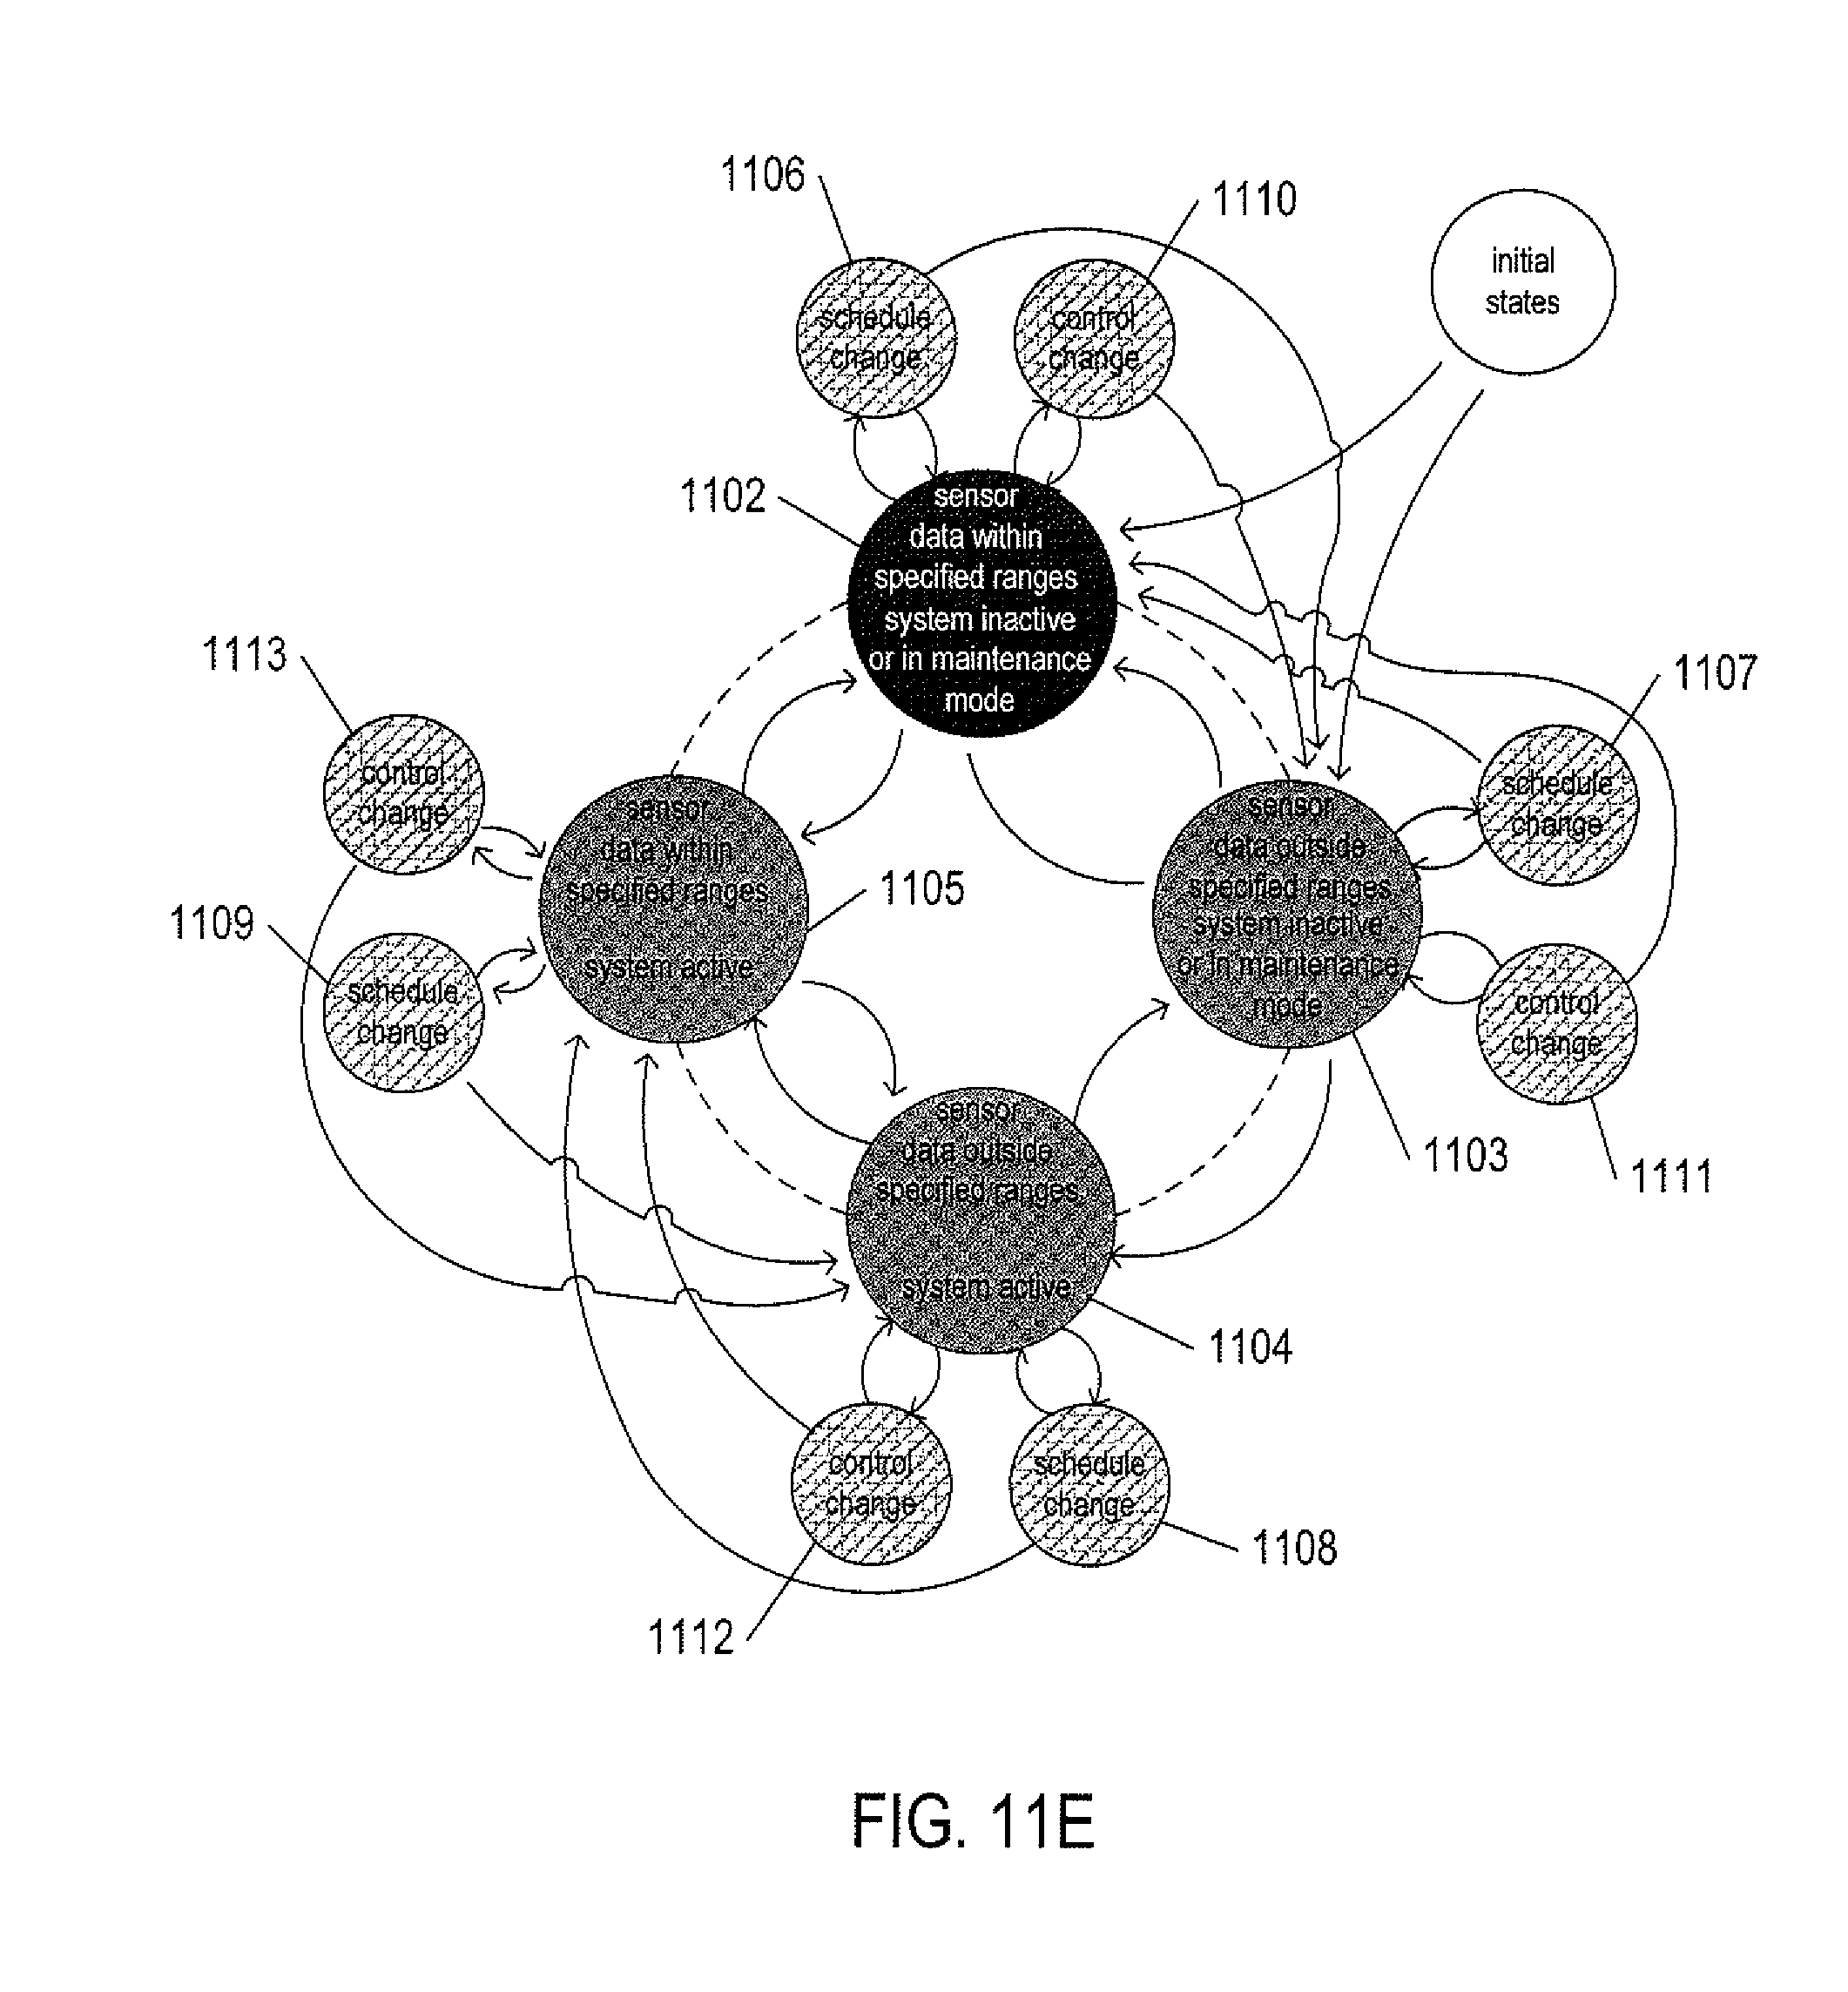 1106
1110
initial
states
schedule
change
control
change
1102
sensor
data within
specified ranges
system inactive
or in maintenance
mode
1113
1107
control
change
schedule
change
sensor
data within
specified ranges
system active
1105
sensor
data outside
specified ranges
system inactive
or in maintenance
mode
1109
schedule
change
control
change
1103
1111
sensor
data outside
specified ranges
system active
1104
control
change
schedule
change
1108
1112
FIG. 11E